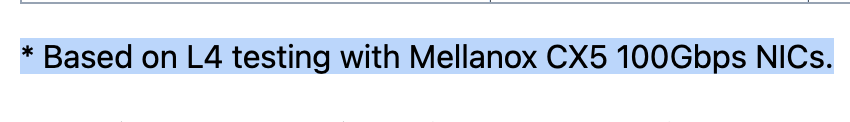 * Based on L4 testing with Mellanox CX5 100Gbps NICs.